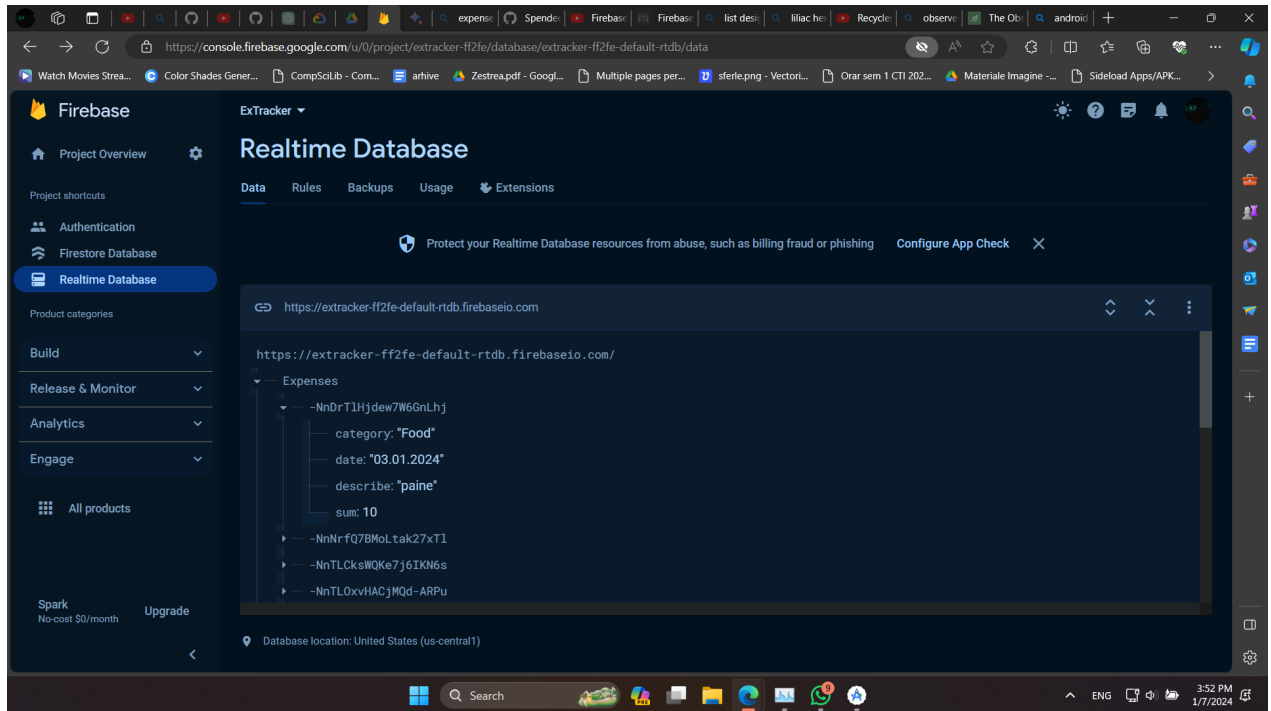 expense
Spende
Firebase
Firebase
list desi
liliac he
Recycle
observe
The Ob
android
https://console.firebase.google.com/u/0/project/extracker-ff2fe/database/extracker-ff2fe-default-rtdb/data
Watch Movies Strea...
Color Shades Gener...
CompSciLib - Com...
arhive
Zestrea.pdf - Googl...
Multiple pages per...
sferle.png - Vectori...
Orar sem 1 CTI 202...
Materiale Imagine -...
Sideload Apps/APK...
Firebase
ExTracker
Project Overview
Realtime Database
Data Rules Backups Usage Extensions
Project shortcuts
Authentication
Firestore Database
Realtime Database
Protect your Realtime Database resources from abuse, such as billing fraud or phishing Configure App Check
https://extracker-ff2fe-default-rtdb.firebaseio.com
Product categories
Build
Release & Monitor
Analytics
Engage
All products
https://extracker-ff2fe-default-rtdb.firebaseio.com/
Expenses
-NnDrTlHjdew7W6GnLhj
category: "Food"
date: "03.01.2024"
describe: "paine"
sum: 10
-NnNrfQ7BMoLtak27xTl
-NnTLCksWQKe7j6IKN6s
-NnTLOxvHACjMQd-ARPu
Spark
No-cost $0/month
Upgrade
Database location: United States (us-central1)
Search
PRE
9
ENG
3:52 PM
1/7/2024